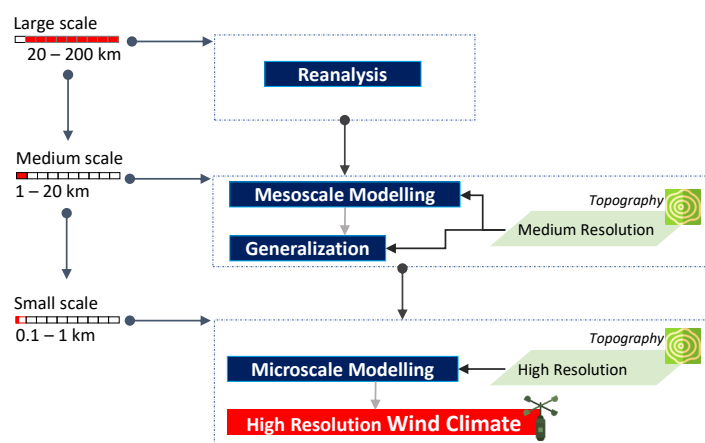 Large scale
20 – 200 km
Reanalysis
Medium scale
1 – 20 km
Mesoscale Modelling
Topography
Medium Resolution
Generalization
Small scale
0.1 – 1 km
Topography
Microscale Modelling
High Resolution
High Resolution Wind Climate